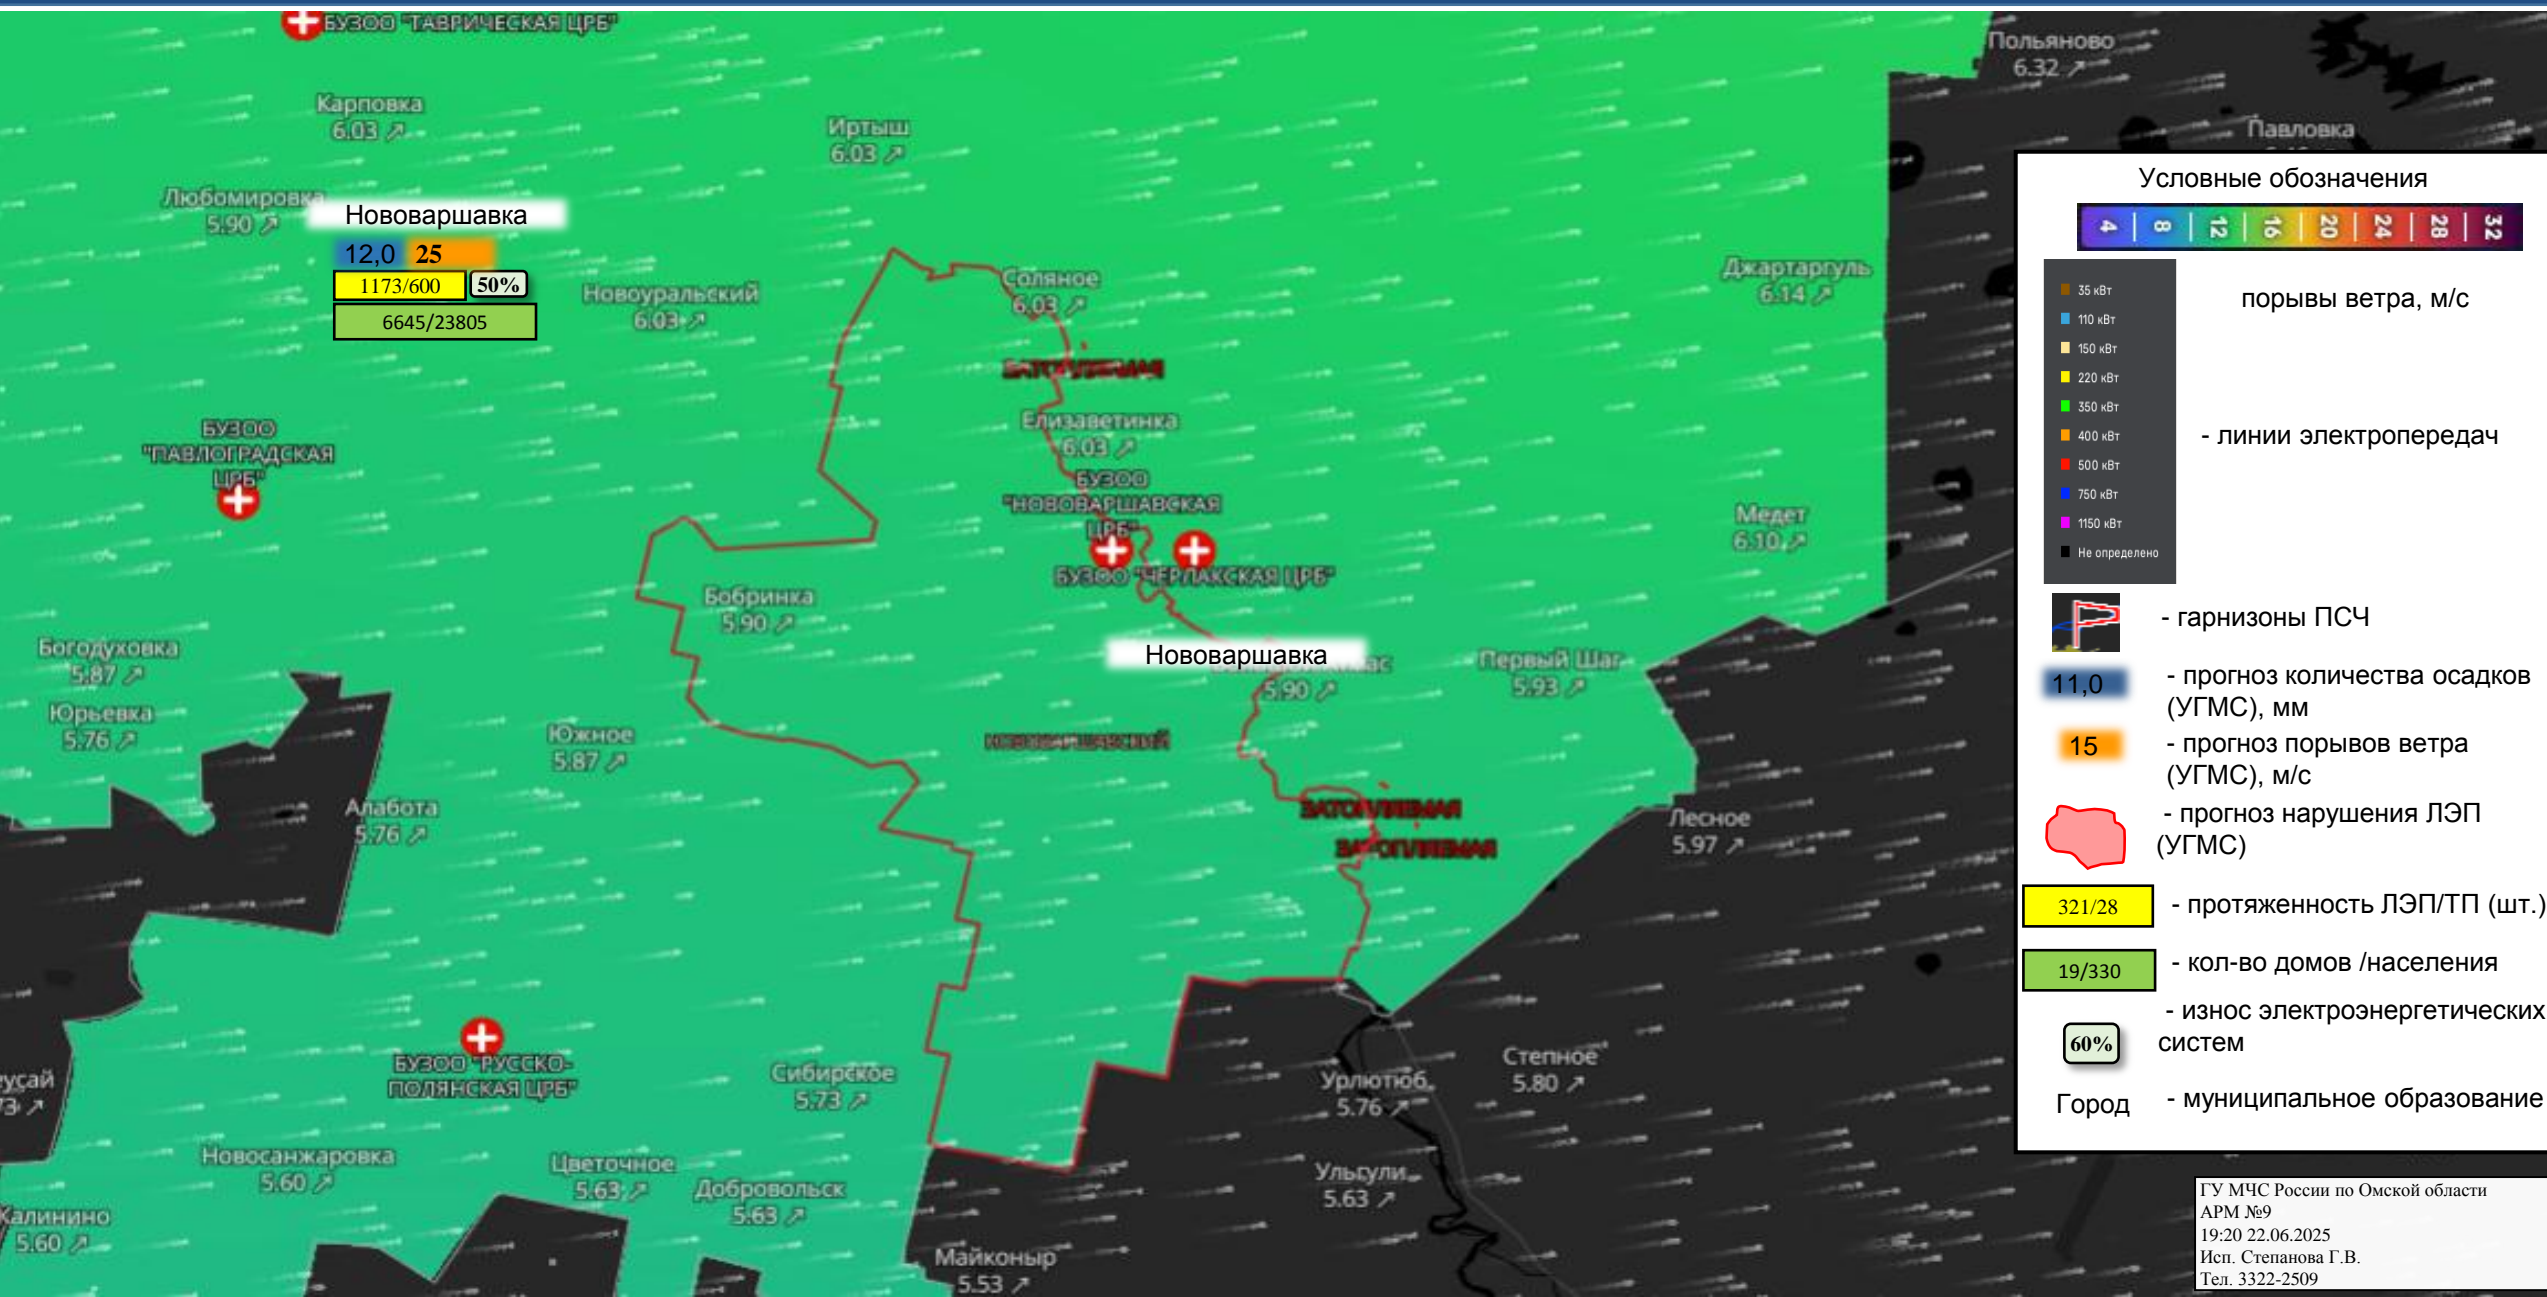 БУЗОО "ТАВРИЧЕСКАЯ ЦРБ"
Польяново
6.32 ↗
Карповка
6.03 ↗
Иртыш
6.03 ↗
Павловка
Любомировка
5.90 ↗
Нововаршавка
12,0 25
1173/600 50%
6645/23805
Новоуральский
6.03 ↗
Соляное
6.03 ↗
Джартаргуль
6.14 ↗
ЗАТОПЛЯЕМАЯ
Елизаветинка
6.03 ↗
БУЗОО
"ПАВЛОГРАДСКАЯ
ЦРБ"
БУЗОО
"НОВОВАРШАВСКАЯ
ЦРБ"
БУЗОО "ЧЕРЛАКСКАЯ ЦРБ"
Медет
6.10 ↗
Бобринка
5.90 ↗
Богодуховка
5.87 ↗
Нововаршавка
5.90 ↗
Первый Шаг
5.93 ↗
Юрьевка
5.76 ↗
Южное
5.87 ↗
НОВОВАРШАВСКИЙ
Алабота
5.76 ↗
ЗАТОПЛЯЕМАЯ
ЗАТОПЛЯЕМАЯ
Лесное
5.97 ↗
БУЗОО "РУССКО-
ПОЛЯНСКАЯ ЦРБ"
Сибирское
5.73 ↗
Урлютюб
5.76 ↗
Степное
5.80 ↗
Новосанжаровка
5.60 ↗
Цветочное
5.63 ↗
Добровольск
5.63 ↗
Ульгули
5.63 ↗
Калинино
5.60 ↗
Майконыр
5.53 ↗
Условные обозначения
4 8 12 16 20 24 28 32
порывы ветра, м/с
35 кВт
110 кВт
150 кВт
220 кВт
350 кВт
400 кВт
500 кВт
750 кВт
1150 кВт
Не определено
- линии электропередач
- гарнизоны ПСЧ
11,0 - прогноз количества осадков
(УГМС), мм
15 - прогноз порывов ветра
(УГМС), м/с
- прогноз нарушения ЛЭП
(УГМС)
321/28 - протяженность ЛЭП/ТП (шт.)
19/330 - кол-во домов /населения
- износ электроэнергетических
60% систем
Город - муниципальное образование
ГУ МЧС России по Омской области
АРМ №9
19:20 22.06.2025
Исп. Степанова Г.В.
Тел. 3322-2509